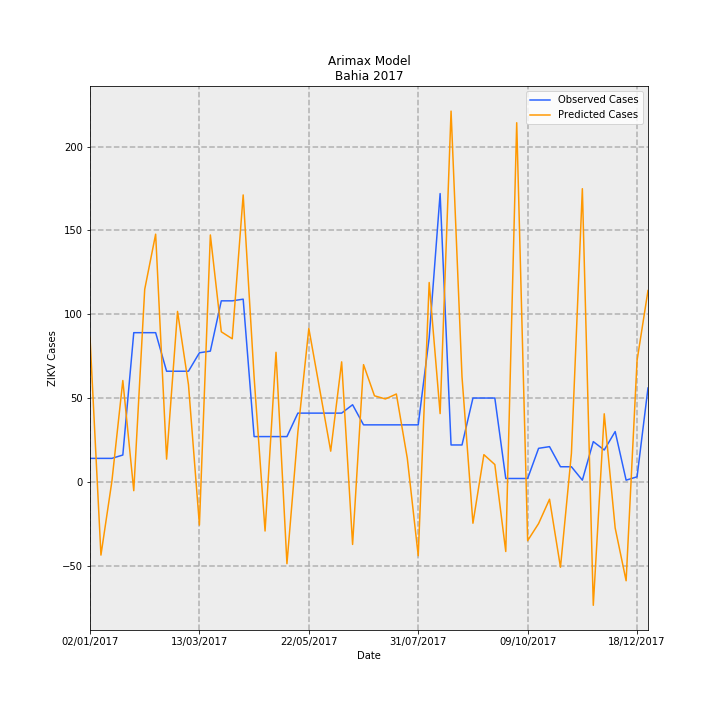 Arimax Model
Bahia 2017
Observed Cases
Predicted Cases
ZIKV Cases
200
150
100
50
0
−50
02/01/2017 13/03/2017 22/05/2017 31/07/2017 09/10/2017 18/12/2017
Date